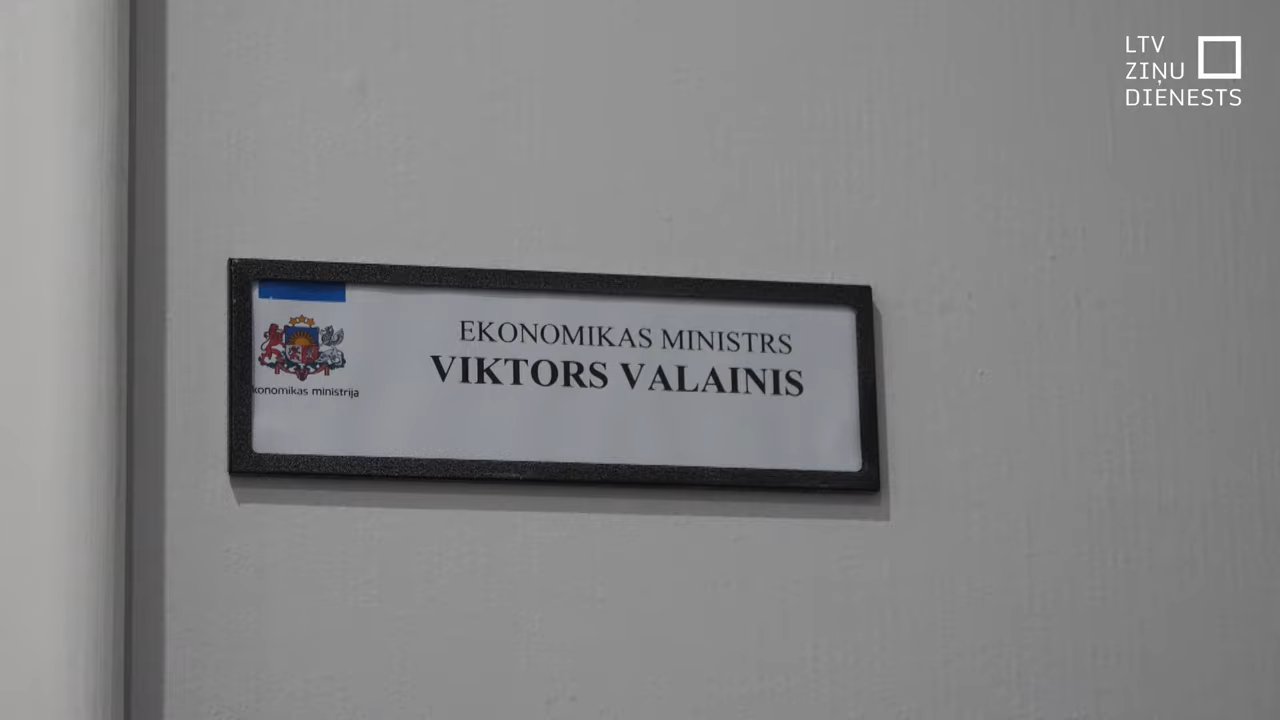 LTV
ZIŅU
DIENESTS
EKONOMIKAS MINISTRS
VIKTORS VALAINIS
konomikas ministrija